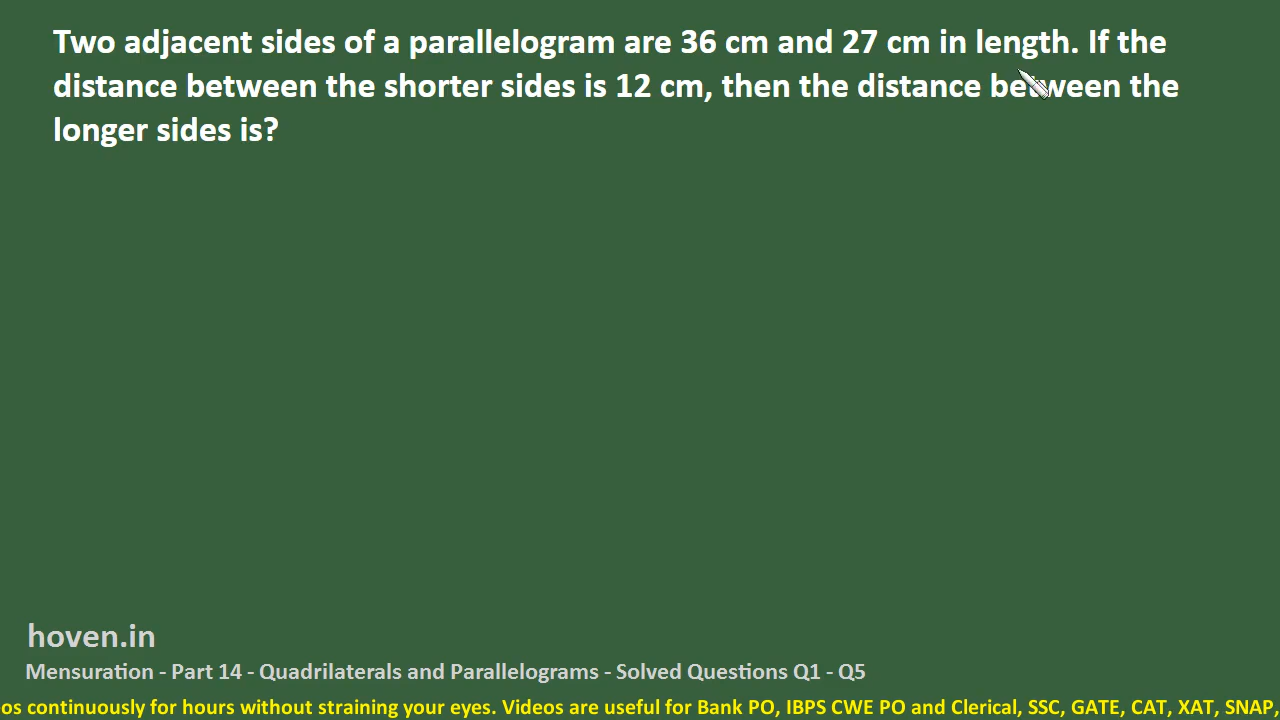 Two adjacent sides of a parallelogram are 36 cm and 27 cm in length. If the
distance between the shorter sides is 12 cm, then the distance between the
longer sides is?
hoven.in
Mensuration - Part 14 - Quadrilaterals and Parallelograms - Solved Questions Q1 - Q5
os continuously for hours without straining your eyes. Videos are useful for Bank PO, IBPS CWE PO and Clerical, SSC, GATE, CAT, XAT, SNAP,